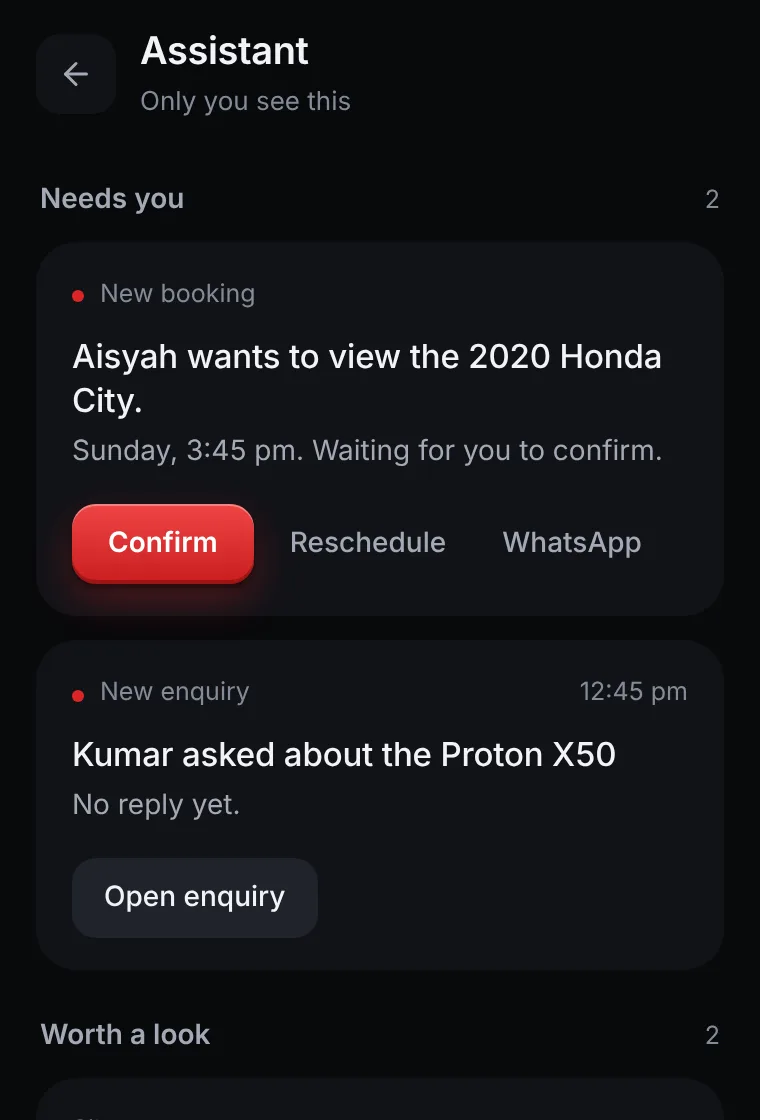 Assistant
Only you see this
Needs you
2
New booking
Aisyah wants to view the 2020 Honda
City.
Sunday, 3:45 pm. Waiting for you to confirm.
Confirm
Reschedule
WhatsApp
New enquiry
12:45 pm
Kumar asked about the Proton X50
No reply yet.
Open enquiry
Worth a look
2